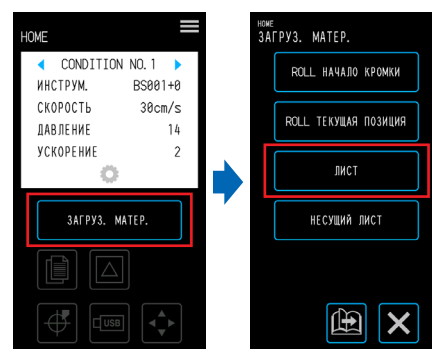 HOME
CONDITION NO.1
ИНСТРУМ. BS001+0
СКОРОСТЬ 30cm/s
ДАВЛЕНИЕ 14
УСКОРЕНИЕ 2
ЗАГРУЗ. МАТЕР.
USB
HOME
ЗАГРУЗ. МАТЕР.
ROLL НАЧАЛО КРОМКИ
ROLL ТЕКУЩАЯ ПОЗИЦИЯ
ЛИСТ
НЕСУЩИЙ ЛИСТ